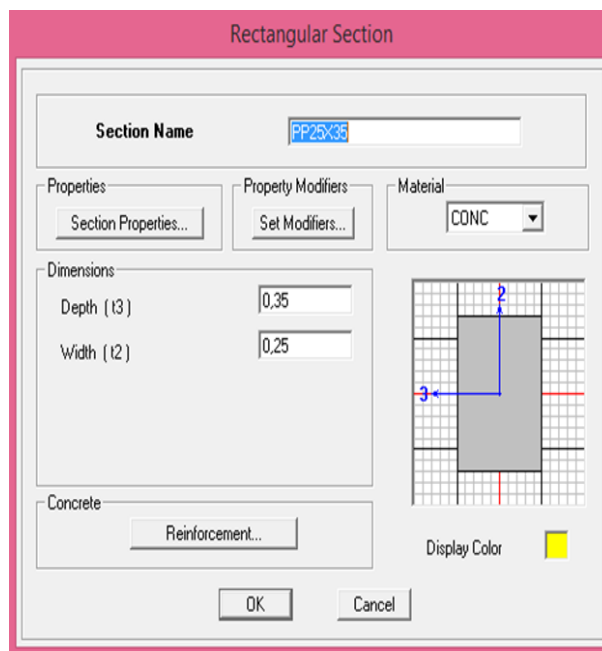 Rectangular Section
Section Name
PP25X35
Properties
Section Properties...
Property Modifiers
Set Modifiers...
Material
CONC
Dimensions
Depth ( t3 )
0,35
Width ( t2 )
0,25
2
3
Concrete
Reinforcement...
Display Color
OK
Cancel